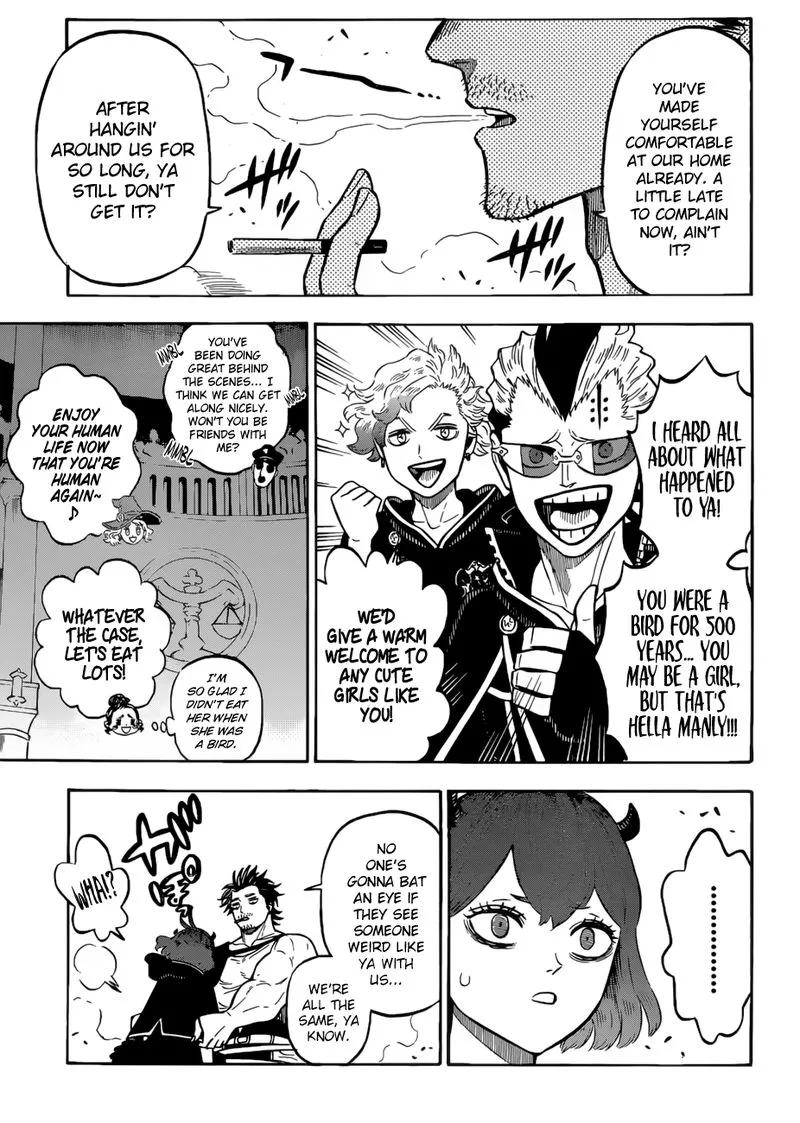 YOU'VE
MADE
YOURSELF
COMFORTABLE
AT OUR HOME
ALREADY. A
LITTLE LATE
TO COMPLAIN
NOW, AIN'T
IT?
AFTER
HANGIN'
AROUND US FOR
SO LONG, YA
STILL DON'T
GET IT?
I HEARD ALL
ABOUT WHAT
HAPPENED
TO YA!
YOU WERE A
BIRD FOR 500
YEARS... YOU
MAY BE A GIRL,
BUT THAT'S
HELLA MANLY!!!
WE'D
GIVE A WARM
WELCOME TO
ANY CUTE
GIRLS LIKE
YOU!
YOU'VE
BEEN DOING
GREAT BEHIND
THE SCENES... I
THINK WE CAN GET
ALONG NICELY.
WON'T YOU BE
FRIENDS WITH
ME?
MMBL
MMBL
MMBL
ENJOY
YOUR HUMAN
LIFE NOW
THAT YOU'RE
HUMAN
AGAIN~
♪
WHATEVER
THE CASE,
LET'S EAT
LOTS!
I'M
SO GLAD I
DIDN'T EAT
HER WHEN
SHE WAS
A BIRD.
.........
NO
ONE'S
GONNA BAT
AN EYE IF
THEY SEE
SOMEONE
WEIRD LIKE
YA WITH
US...
WE'RE
ALL THE
SAME, YA
KNOW.
WHA!?